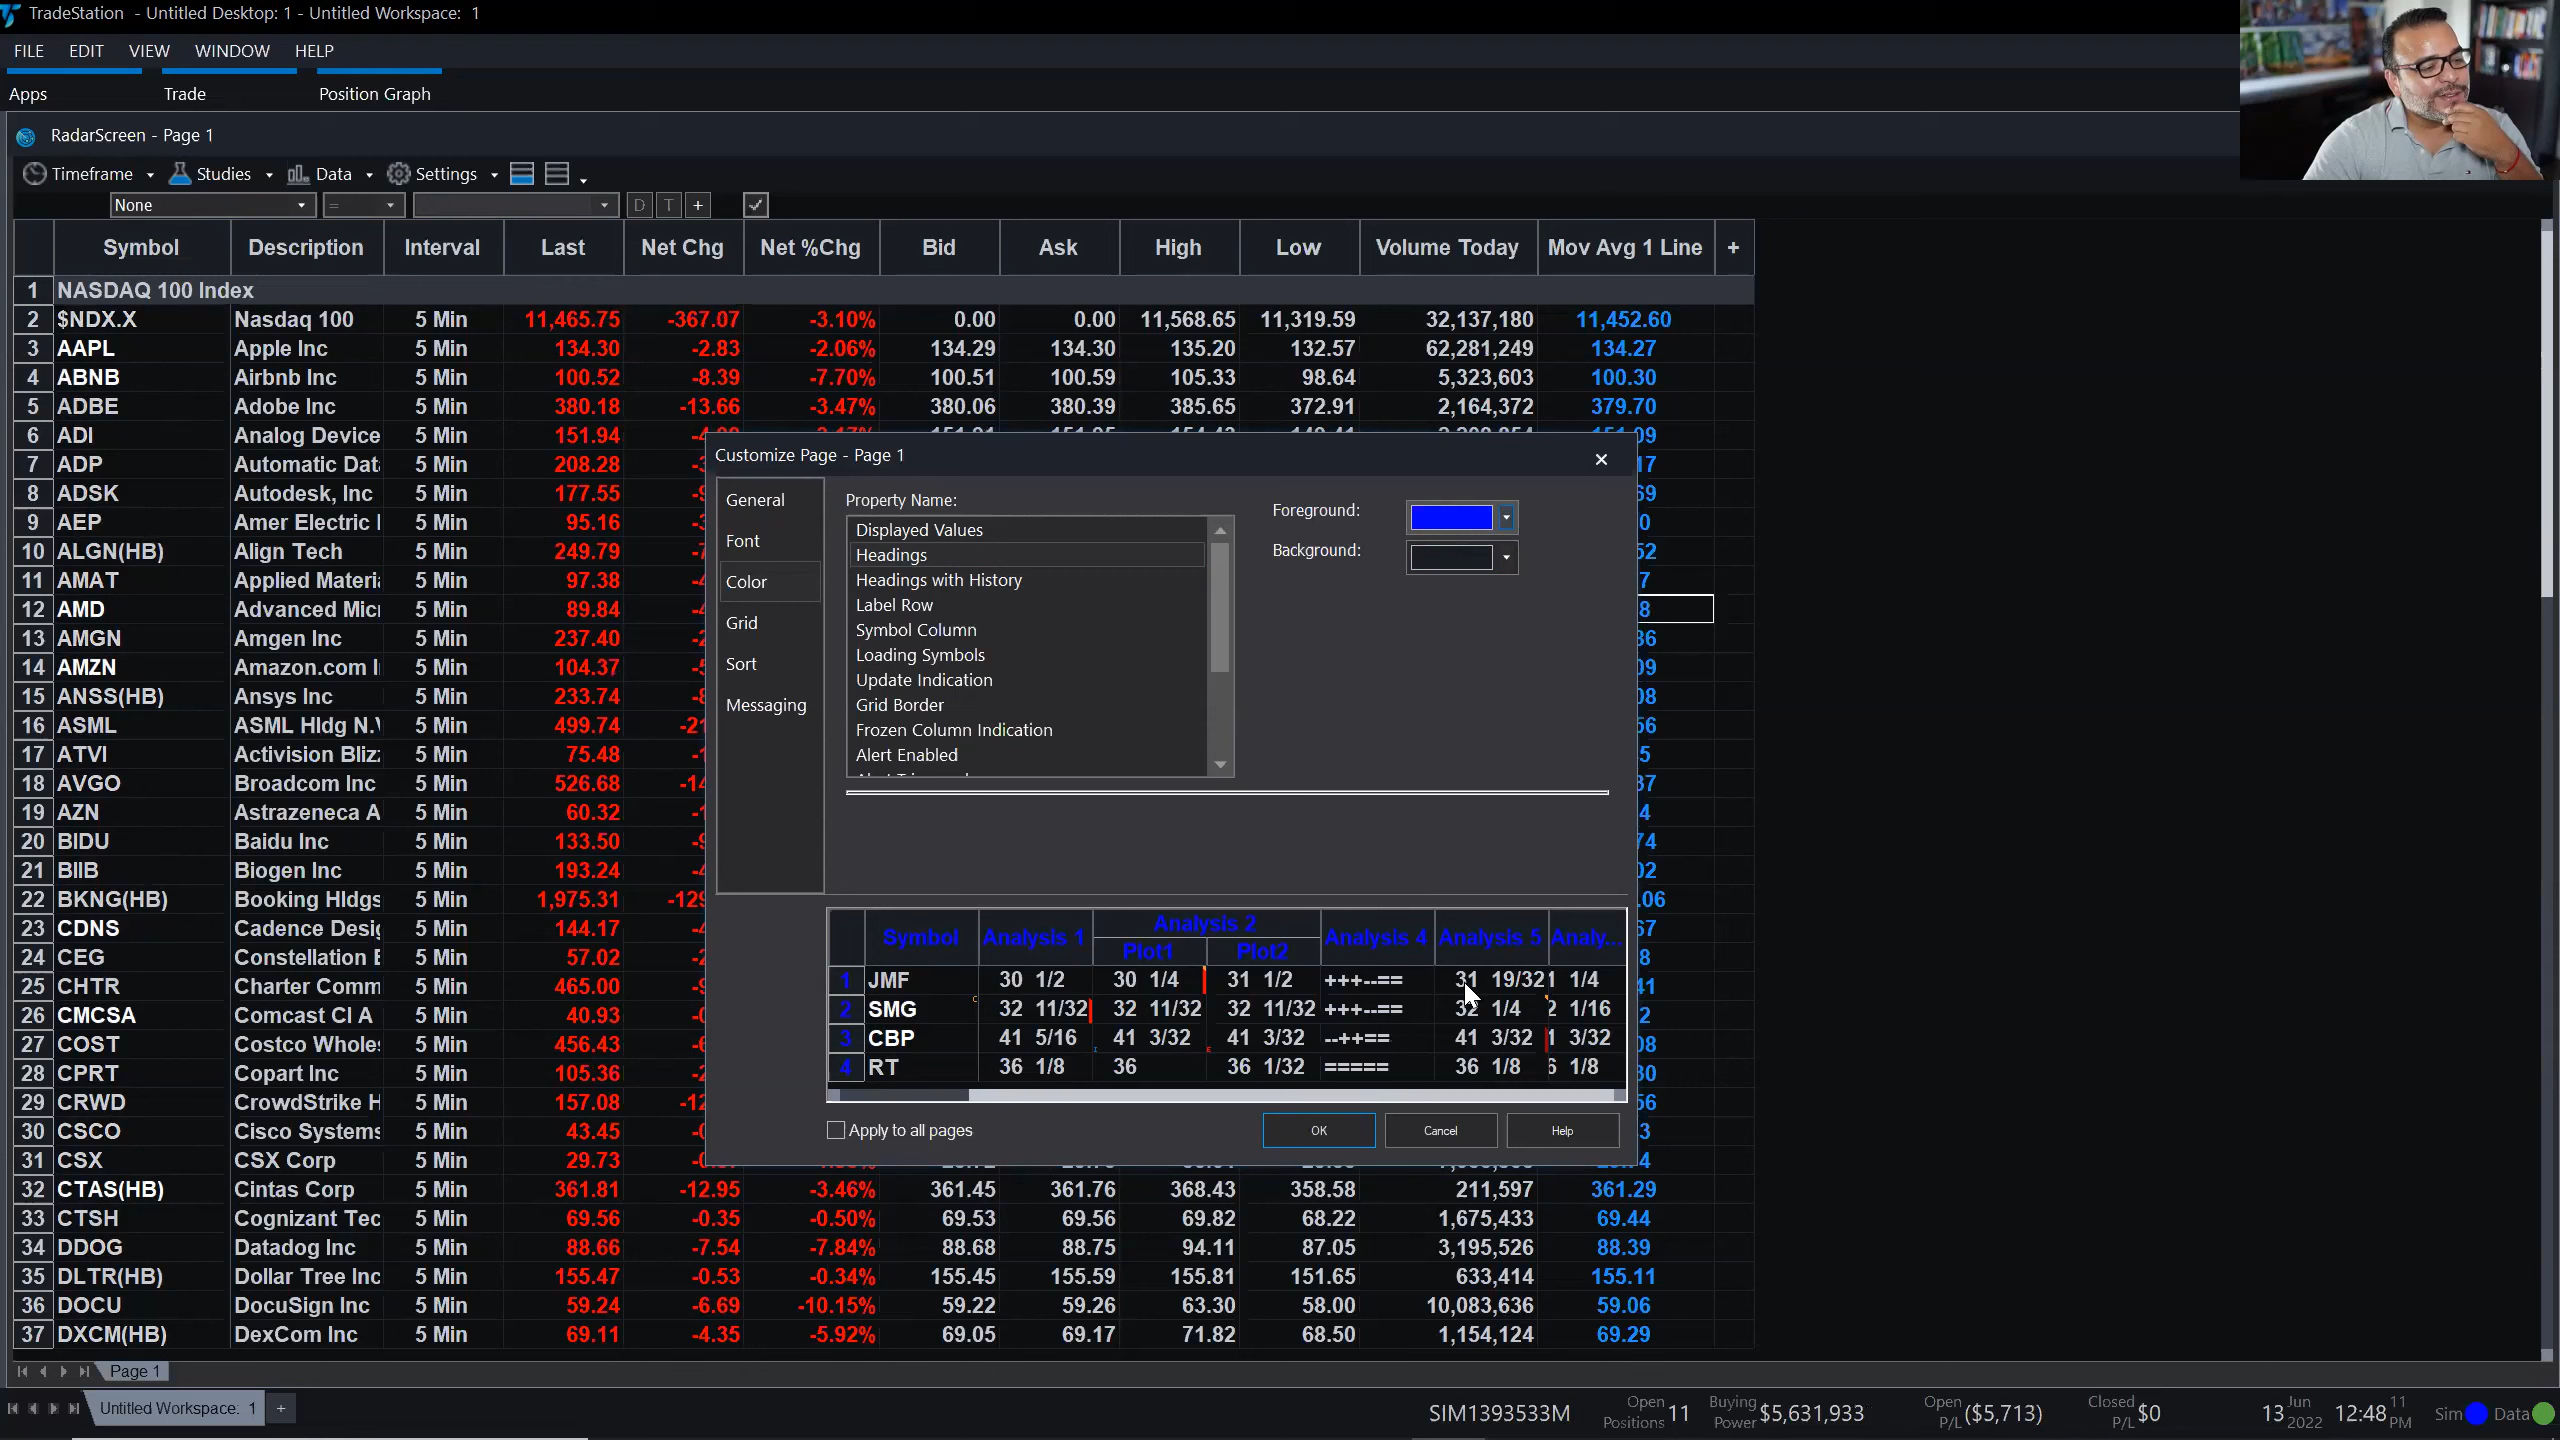 TradeStation - Untitled Desktop: 1 - Untitled Workspace: 1
FILE EDIT VIEW WINDOW HELP
Apps Trade Position Graph
RadarScreen - Page 1
Timeframe Studies Data Settings
None = D T +
Symbol Description Interval Last Net Chg Net %Chg Bid Ask High Low Volume Today Mov Avg 1 Line +
1 NASDAQ 100 Index
2 $NDX.X Nasdaq 100 5 Min 11,465.75 -367.07 -3.10% 0.00 0.00 11,568.65 11,319.59 32,137,180 11,452.60
3 AAPL Apple Inc 5 Min 134.30 -2.83 -2.06% 134.29 134.30 135.20 132.57 62,281,249 134.27
4 ABNB Airbnb Inc 5 Min 100.52 -8.39 -7.70% 100.51 100.59 105.33 98.64 5,323,603 100.30
5 ADBE Adobe Inc 5 Min 380.18 -13.66 -3.47% 380.06 380.39 385.65 372.91 2,164,372 379.70
6 ADI Analog Device 5 Min 151.94
7 ADP Automatic Dat 5 Min 208.28
8 ADSK Autodesk, Inc 5 Min 177.55
9 AEP Amer Electric 5 Min 95.16
10 ALGN(HB) Align Tech 5 Min 249.79
11 AMAT Applied Materi 5 Min 97.38
12 AMD Advanced Micr 5 Min 89.84
13 AMGN Amgen Inc 5 Min 237.40
14 AMZN Amazon.com I 5 Min 104.37
15 ANSS(HB) Ansys Inc 5 Min 233.74
16 ASML ASML Hldg N.V 5 Min 499.74
17 ATVI Activision Bliz 5 Min 75.48
18 AVGO Broadcom Inc 5 Min 526.68
19 AZN Astrazeneca A 5 Min 60.32
20 BIDU Baidu Inc 5 Min 133.50
21 BIIB Biogen Inc 5 Min 193.24
22 BKNG(HB) Booking Hldgs 5 Min 1,975.31
23 CDNS Cadence Desig 5 Min 144.17
24 CEG Constellation E 5 Min 57.02
25 CHTR Charter Comm 5 Min 465.00
26 CMCSA Comcast Cl A 5 Min 40.93
27 COST Costco Whole 5 Min 456.43
28 CPRT Copart Inc 5 Min 105.36
29 CRWD CrowdStrike H 5 Min 157.08
30 CSCO Cisco Systems 5 Min 43.45
31 CSX CSX Corp 5 Min 29.73
32 CTAS(HB) Cintas Corp 5 Min 361.81 -12.95 -3.46% 361.45 361.76 368.43 358.58 211,597 361.29
33 CTSH Cognizant Tec 5 Min 69.56 -0.35 -0.50% 69.53 69.56 69.82 68.22 1,675,433 69.44
34 DDOG Datadog Inc 5 Min 88.66 -7.54 -7.84% 88.68 88.75 94.11 87.05 3,195,526 88.39
35 DLTR(HB) Dollar Tree Inc 5 Min 155.47 -0.53 -0.34% 155.45 155.59 155.81 151.65 633,414 155.11
36 DOCU DocuSign Inc 5 Min 59.24 -6.69 -10.15% 59.22 59.26 63.30 58.00 10,083,636 59.06
37 DXCM(HB) DexCom Inc 5 Min 69.11 -4.35 -5.92% 69.05 69.17 71.82 68.50 1,154,124 69.29
Customize Page - Page 1
General
Font
Color
Grid
Sort
Messaging
Property Name:
Displayed Values
Headings
Headings with History
Label Row
Symbol Column
Loading Symbols
Update Indication
Grid Border
Frozen Column Indication
Alert Enabled
Foreground:
Background:
Symbol Analysis 1 Analysis 2 Analysis 4 Analysis 5 Analy...
Plot1 Plot2
1 JMF 30 1/2 30 1/4 31 1/2 +++--== 31 19/32 1 1/4
2 SMG 32 11/32 32 11/32 32 11/32 +++--== 32 1/4 2 1/16
3 CBP 41 5/16 41 3/32 41 3/32 --++== 41 3/32 1 3/32
4 RT 36 1/8 36 36 1/32 ===== 36 1/8 6 1/8
Apply to all pages
OK Cancel Help
Page 1
Untitled Workspace: 1 +
SIM1393533M Open Positions 11 Buying Power $5,631,933 Open P/L ($5,713) Closed P/L $0 13 Jun 2022 12:48 11 PM Sim Data